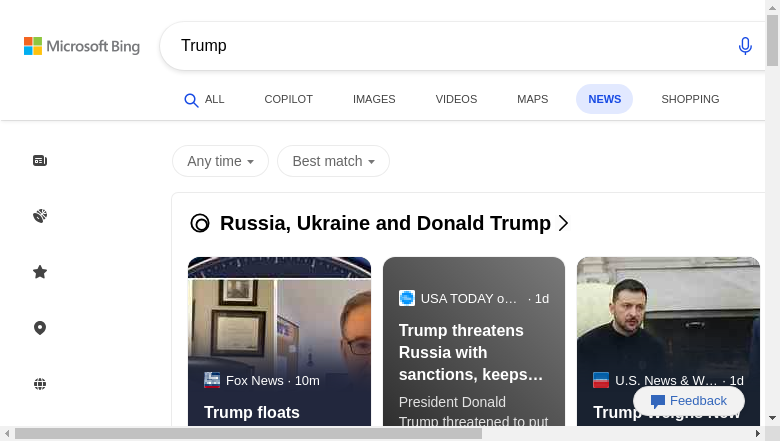 Microsoft Bing
Trump
ALL
COPILOT
IMAGES
VIDEOS
MAPS
NEWS
SHOPPING
Any time
Best match
Russia, Ukraine and Donald Trump
Fox News · 10m
Trump floats
USA TODAY o... · 1d
Trump threatens
Russia with
sanctions, keeps...
President Donald
Trump threatened to put
U.S. News & W... · 1d
Trump Weighs New
Feedback